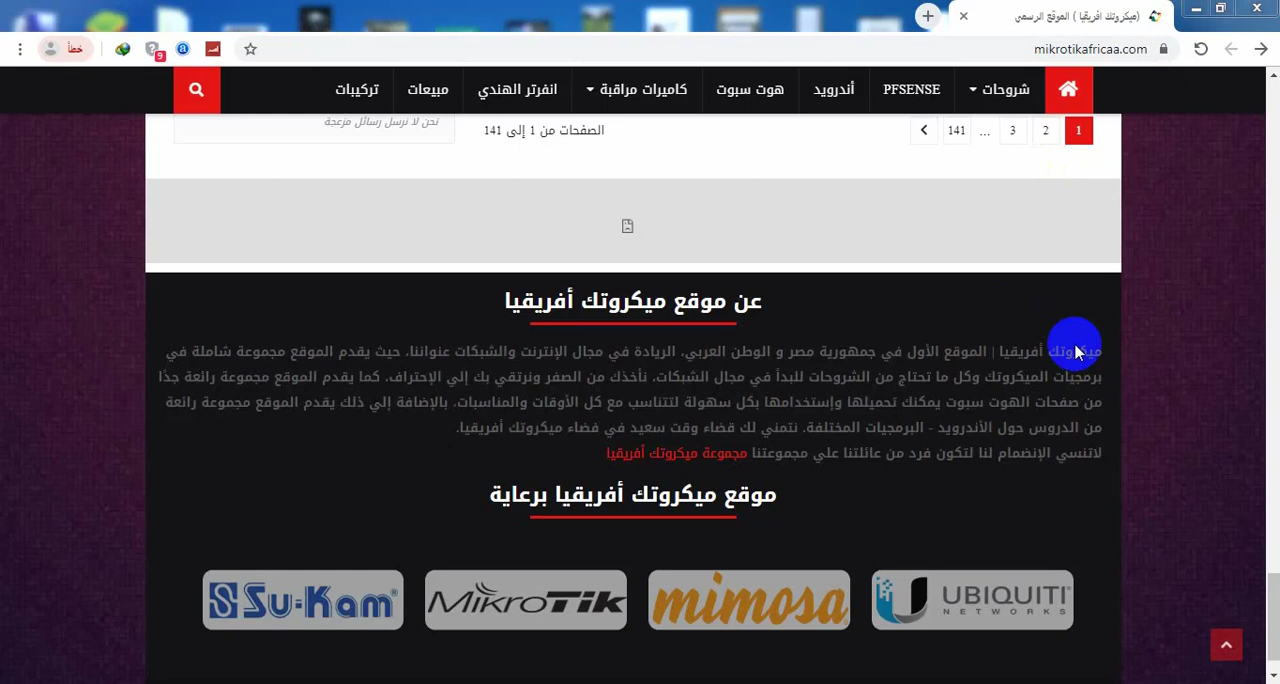 (ميكروتك افريقيا ) الموقع الرسمي
mikrotikafricaa.com
خطأ
9
شروحات
PFSENSE
أندرويد
هوت سبوت
كاميرات مراقبة
انفرتر الهندي
مبيعات
تركيبات
1 2 3 ... 141
الصفحات من 1 إلى 141
نحن لا نرسل رسائل مزعجة
عن موقع ميكروتك أفريقيا
ميكروتك أفريقيا | الموقع الأول في جمهورية مصر و الوطن العربي، الريادة في مجال الإنترنت والشبكات عنواننا، حيث يقدم الموقع مجموعة شاملة في
برمجيات الميكروتك وكل ما تحتاج من الشروحات للبدأ في مجال الشبكات، نأخذك من الصفر ونرتقي بك إلي الإحتراف، كما يقدم الموقع مجموعة رائعة جدًا
من صفحات الهوت سبوت يمكنك تحميلها وإستخدامها بكل سهولة لتتناسب مع كل الأوقات والمناسبات، بالإضافة إلي ذلك يقدم الموقع مجموعة رائعة
من الدروس حول الأندرويد - البرمجيات المختلفة. نتمني لك قضاء وقت سعيد في فضاء ميكروتك أفريقيا.
لاتنسي الإنضمام لنا لتكون فرد من عائلتنا علي مجموعتنا مجموعة ميكروتك أفريقيا
موقع ميكروتك أفريقيا برعاية
Su-Kam
MikroTik
mimosa
UBIQUITI
NETWORKS